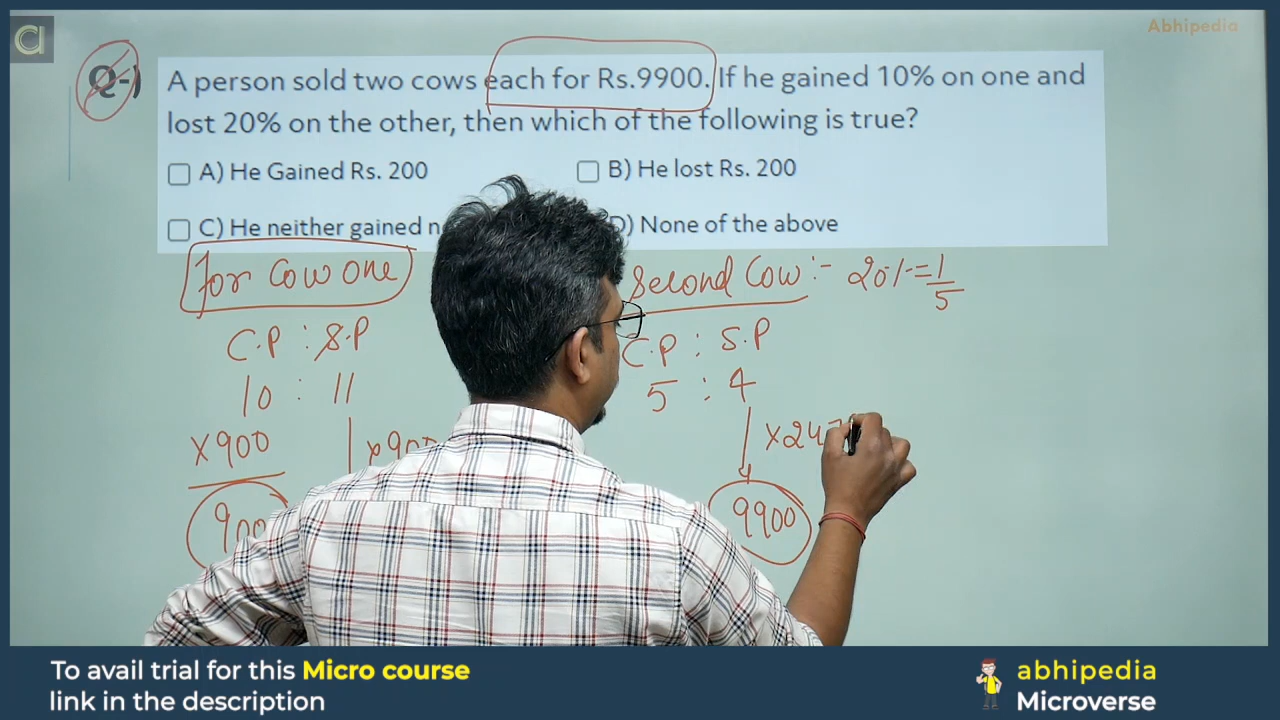 Abhipedia
Q-1
A person sold two cows each for Rs.9900. If he gained 10% on one and
lost 20% on the other, then which of the following is true?
A) He Gained Rs. 200
B) He lost Rs. 200
C) He neither gained n
D) None of the above
For Cow one
C.P : S.P
10 : 11
x900
x900
900
Second Cow :- 20% = 1/5
C.P : S.P
5 : 4
x247
9900
To avail trial for this Micro course
link in the description
abhipedia
Microverse